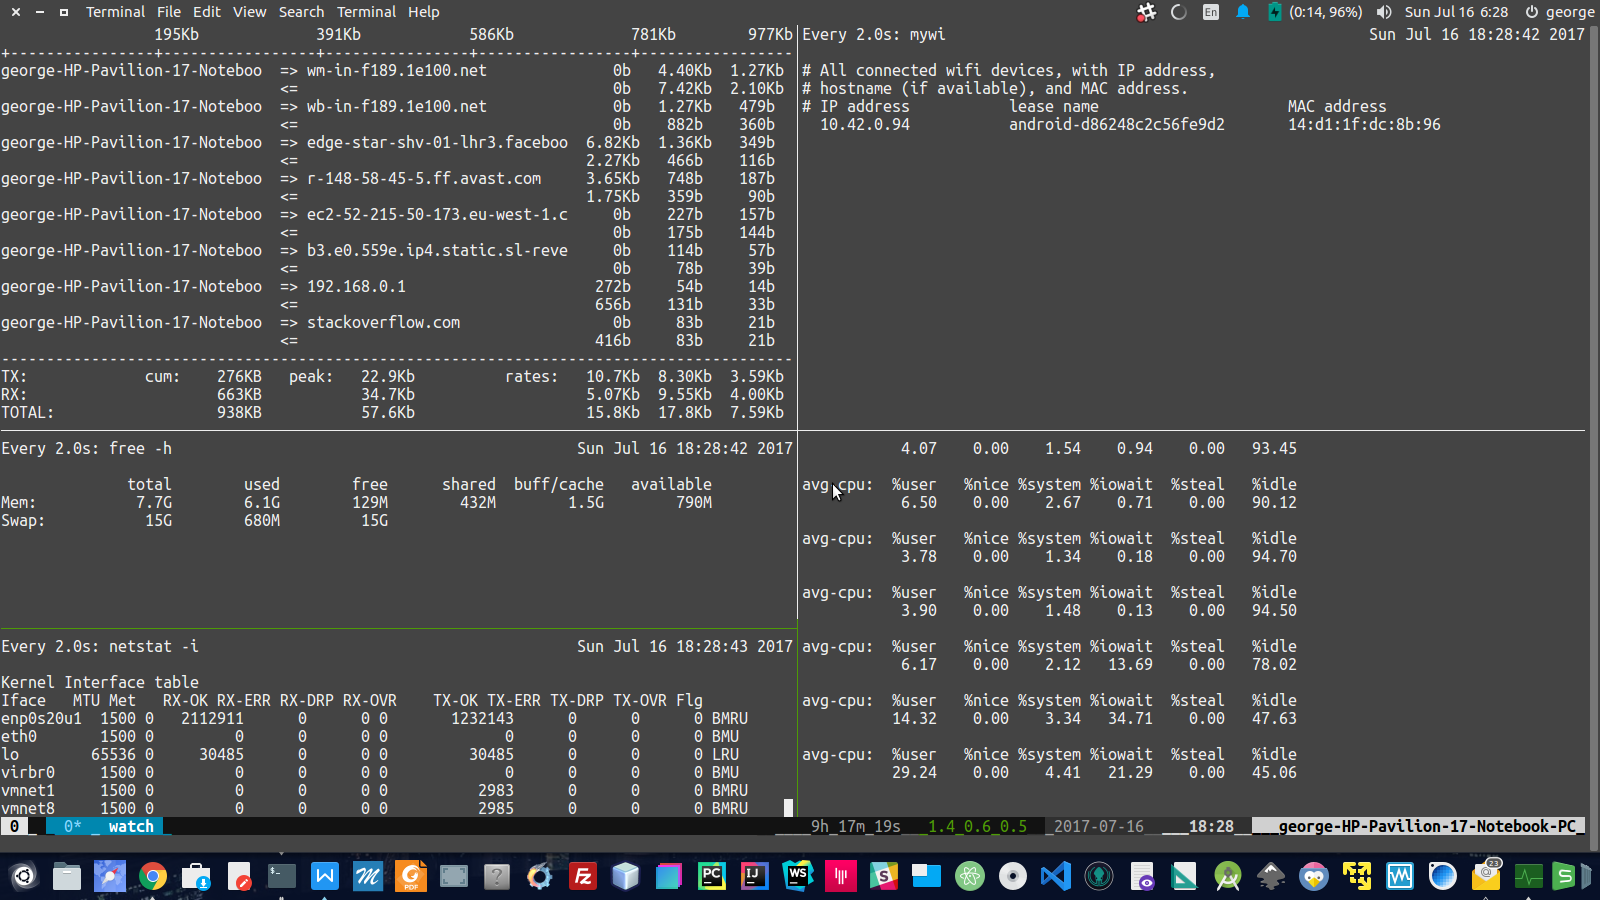 Terminal File Edit View Search Terminal Help
En (0:14, 96%) Sun Jul 16 6:28 george
195Kb 391Kb 586Kb 781Kb 977Kb
george-HP-Pavilion-17-Noteboo => wm-in-f189.1e100.net 0b 4.40Kb 1.27Kb
<= 0b 7.42Kb 2.10Kb
george-HP-Pavilion-17-Noteboo => wb-in-f189.1e100.net 0b 1.27Kb 479b
<= 0b 882b 360b
george-HP-Pavilion-17-Noteboo => edge-star-shv-01-lhr3.faceboo 6.82Kb 1.36Kb 349b
<= 2.27Kb 466b 116b
george-HP-Pavilion-17-Noteboo => r-148-58-45-5.ff.avast.com 3.65Kb 748b 187b
<= 1.75Kb 359b 90b
george-HP-Pavilion-17-Noteboo => ec2-52-215-50-173.eu-west-1.c 0b 227b 157b
<= 0b 175b 144b
george-HP-Pavilion-17-Noteboo => b3.e0.559e.ip4.static.sl-reve 0b 114b 57b
<= 0b 78b 39b
george-HP-Pavilion-17-Noteboo => 192.168.0.1 272b 54b 14b
<= 656b 131b 33b
george-HP-Pavilion-17-Noteboo => stackoverflow.com 0b 83b 21b
<= 416b 83b 21b
TX: cum: 276KB peak: 22.9Kb rates: 10.7Kb 8.30Kb 3.59Kb
RX: 663KB 34.7Kb 5.07Kb 9.55Kb 4.00Kb
TOTAL: 938KB 57.6Kb 15.8Kb 17.8Kb 7.59Kb
Every 2.0s: mywi Sun Jul 16 18:28:42 2017
# All connected wifi devices, with IP address,
# hostname (if available), and MAC address.
# IP address lease name MAC address
10.42.0.94 android-d86248c2c56fe9d2 14:d1:1f:dc:8b:96
Every 2.0s: free -h Sun Jul 16 18:28:42 2017
total used free shared buff/cache available
Mem: 7.7G 6.1G 129M 432M 1.5G 790M
Swap: 15G 680M 15G
Every 2.0s: netstat -i Sun Jul 16 18:28:43 2017
Kernel Interface table
Iface MTU Met RX-OK RX-ERR RX-DRP RX-OVR TX-OK TX-ERR TX-DRP TX-OVR Flg
enp0s20u1 1500 0 2112911 0 0 0 1232143 0 0 0 BMRU
eth0 1500 0 0 0 0 0 0 0 0 0 BMU
lo 65536 0 30485 0 0 0 30485 0 0 0 LRU
virbr0 1500 0 0 0 0 0 0 0 0 0 BMU
vmnet1 1500 0 0 0 0 0 2983 0 0 0 BMRU
vmnet8 1500 0 0 0 0 0 2985 0 0 0 BMRU
4.07 0.00 1.54 0.94 0.00 93.45
avg-cpu: %user %nice %system %iowait %steal %idle
6.50 0.00 2.67 0.71 0.00 90.12
avg-cpu: %user %nice %system %iowait %steal %idle
3.78 0.00 1.34 0.18 0.00 94.70
avg-cpu: %user %nice %system %iowait %steal %idle
3.90 0.00 1.48 0.13 0.00 94.50
avg-cpu: %user %nice %system %iowait %steal %idle
6.17 0.00 2.12 13.69 0.00 78.02
avg-cpu: %user %nice %system %iowait %steal %idle
14.32 0.00 3.34 34.71 0.00 47.63
avg-cpu: %user %nice %system %iowait %steal %idle
29.24 0.00 4.41 21.29 0.00 45.06
0 0* watch 9h_17m_19s 1.4_0.6_0.5 2017-07-16 18:28 george-HP-Pavilion-17-Notebook-PC
PDF
Fz
PC
IJ
WS
S
23
S